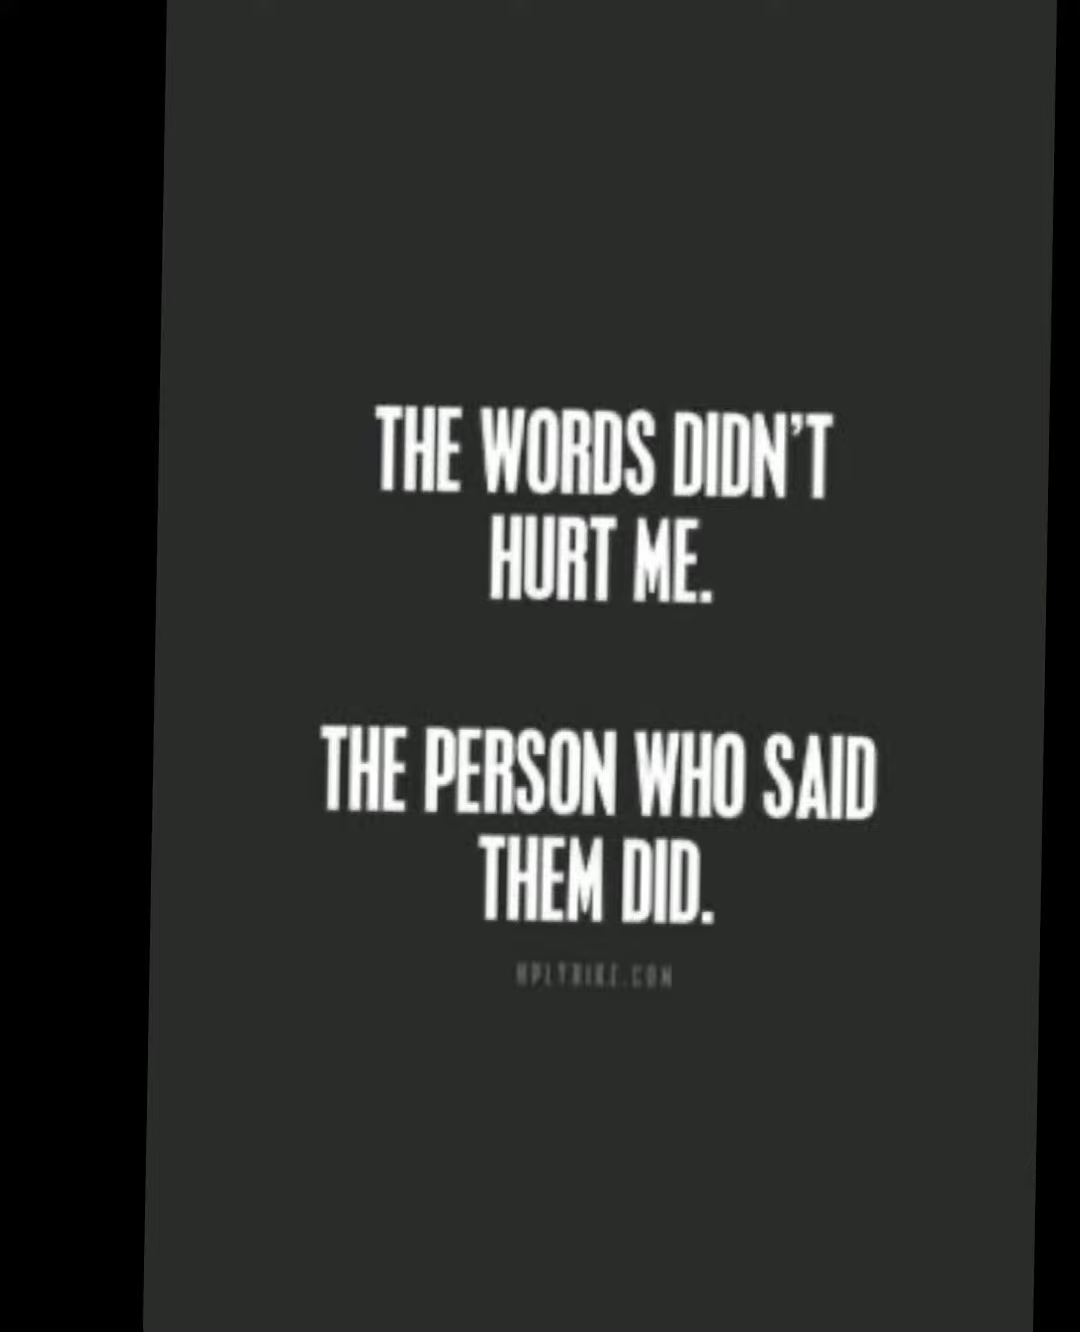 THE WORDS DIDN'T
HURT ME.
THE PERSON WHO SAID
THEM DID.